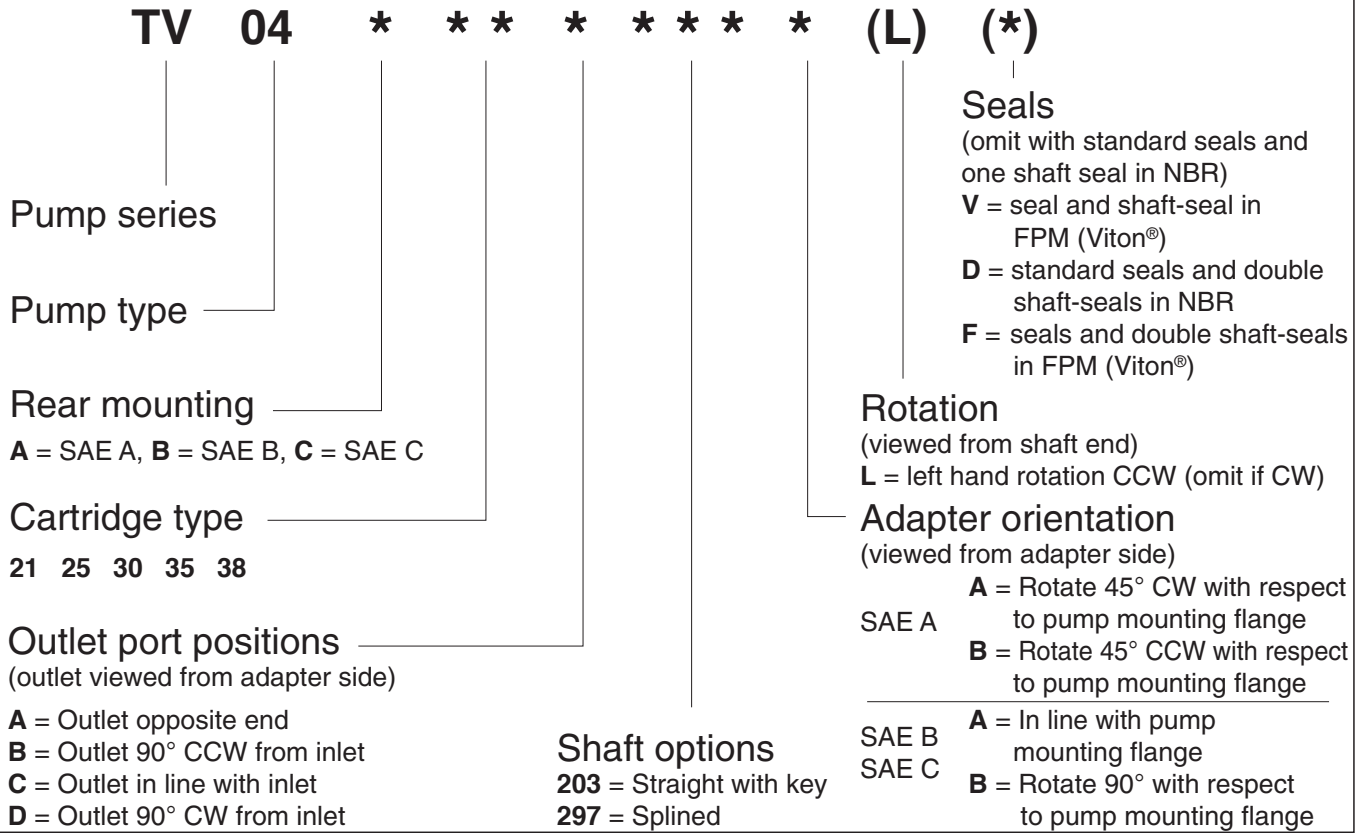 TV 04 * * * * * * * * (L) (*)
Pump series
Pump type
Rear mounting
A = SAE A, B = SAE B, C = SAE C
Cartridge type
21 25 30 35 38
Outlet port positions
(outlet viewed from adapter side)
A = Outlet opposite end
B = Outlet 90° CCW from inlet
C = Outlet in line with inlet
D = Outlet 90° CW from inlet
Shaft options
203 = Straight with key
297 = Splined
Seals
(omit with standard seals and
one shaft seal in NBR)
V = seal and shaft-seal in
FPM (Viton®)
D = standard seals and double
shaft-seals in NBR
F = seals and double shaft-seals
in FPM (Viton®)
Rotation
(viewed from shaft end)
L = left hand rotation CCW (omit if CW)
Adapter orientation
(viewed from adapter side)
SAE A
A = Rotate 45° CW with respect
to pump mounting flange
B = Rotate 45° CCW with respect
to pump mounting flange
SAE B
SAE C
A = In line with pump
mounting flange
B = Rotate 90° with respect
to pump mounting flange